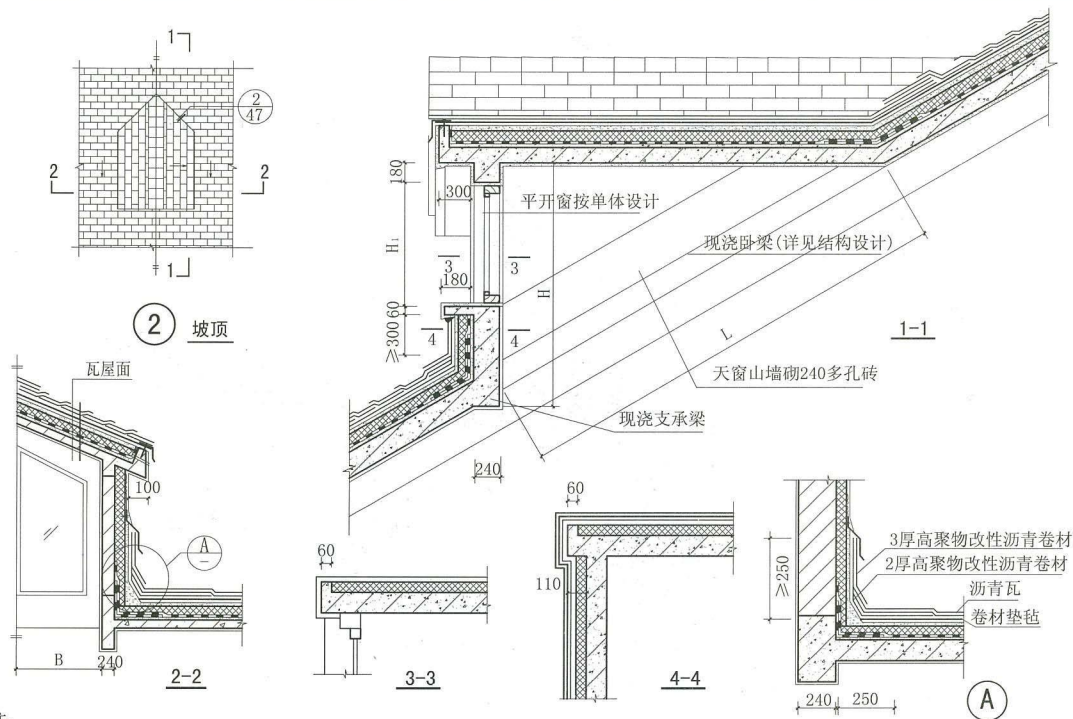 1
2
47
2
2
1
2 坡顶
180
300
平开窗按单体设计
H₁
3
3
180
现浇卧梁(详见结构设计)
H
60
≥300
4
4
L
1-1
天窗山墙砌240多孔砖
现浇支承梁
240
瓦屋面
100
A
-
B
240
2-2
60
3-3
60
110
4-4
3厚高聚物改性沥青卷材
2厚高聚物改性沥青卷材
沥青瓦
卷材垫毡
≥250
240
250
A